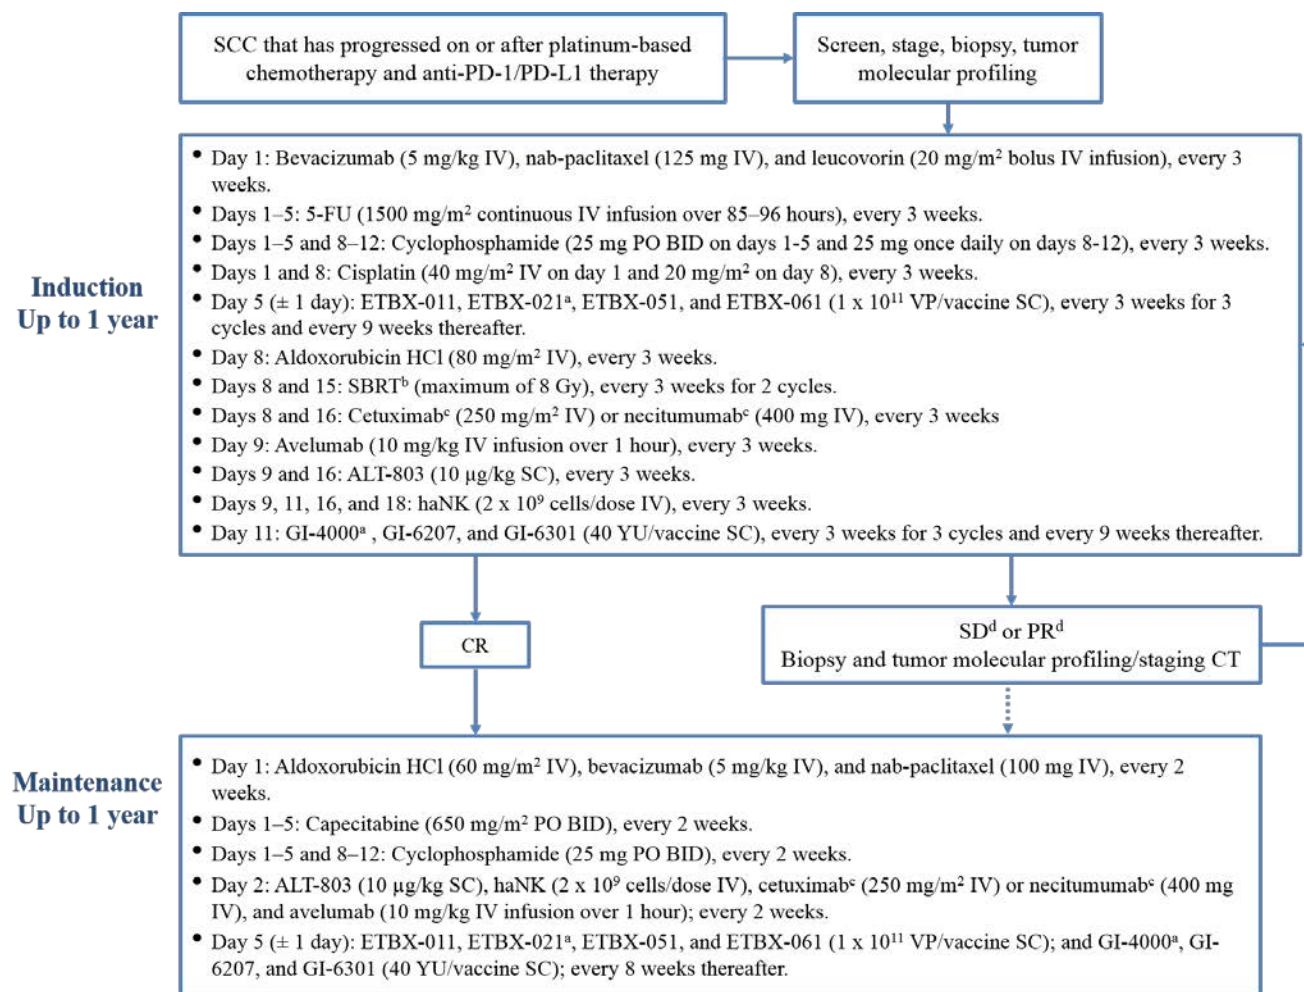 SCC that has progressed on or after platinum-based
chemotherapy and anti-PD-1/PD-L1 therapy
Screen, stage, biopsy, tumor
molecular profiling
Induction
Up to 1 year
• Day 1: Bevacizumab (5 mg/kg IV), nab-paclitaxel (125 mg IV), and leucovorin (20 mg/m² bolus IV infusion), every 3
weeks.
• Days 1–5: 5-FU (1500 mg/m² continuous IV infusion over 85–96 hours), every 3 weeks.
• Days 1–5 and 8–12: Cyclophosphamide (25 mg PO BID on days 1-5 and 25 mg once daily on days 8-12), every 3 weeks.
• Days 1 and 8: Cisplatin (40 mg/m² IV on day 1 and 20 mg/m² on day 8), every 3 weeks.
• Day 5 (± 1 day): ETBX-011, ETBX-021ᵃ, ETBX-051, and ETBX-061 (1 x 10¹¹ VP/vaccine SC), every 3 weeks for 3
cycles and every 9 weeks thereafter.
• Day 8: Aldoxorubicin HCl (80 mg/m² IV), every 3 weeks.
• Days 8 and 15: SBRTᵇ (maximum of 8 Gy), every 3 weeks for 2 cycles.
• Days 8 and 16: Cetuximabᶜ (250 mg/m² IV) or necitumumabᶜ (400 mg IV), every 3 weeks
• Day 9: Avelumab (10 mg/kg IV infusion over 1 hour), every 3 weeks.
• Days 9 and 16: ALT-803 (10 µg/kg SC), every 3 weeks.
• Days 9, 11, 16, and 18: haNK (2 x 10⁹ cells/dose IV), every 3 weeks.
• Day 11: GI-4000ᵃ , GI-6207, and GI-6301 (40 YU/vaccine SC), every 3 weeks for 3 cycles and every 9 weeks thereafter.
CR
SDᵈ or PRᵈ
Biopsy and tumor molecular profiling/staging CT
Maintenance
Up to 1 year
• Day 1: Aldoxorubicin HCl (60 mg/m² IV), bevacizumab (5 mg/kg IV), and nab-paclitaxel (100 mg IV), every 2
weeks.
• Days 1–5: Capecitabine (650 mg/m² PO BID), every 2 weeks.
• Days 1–5 and 8–12: Cyclophosphamide (25 mg PO BID), every 2 weeks.
• Day 2: ALT-803 (10 µg/kg SC), haNK (2 x 10⁹ cells/dose IV), cetuximabᶜ (250 mg/m² IV) or necitumumabᶜ (400 mg
IV), and avelumab (10 mg/kg IV infusion over 1 hour); every 2 weeks.
• Day 5 (± 1 day): ETBX-011, ETBX-021ᵃ, ETBX-051, and ETBX-061 (1 x 10¹¹ VP/vaccine SC); and GI-4000ᵃ, GI-
6207, and GI-6301 (40 YU/vaccine SC); every 8 weeks thereafter.